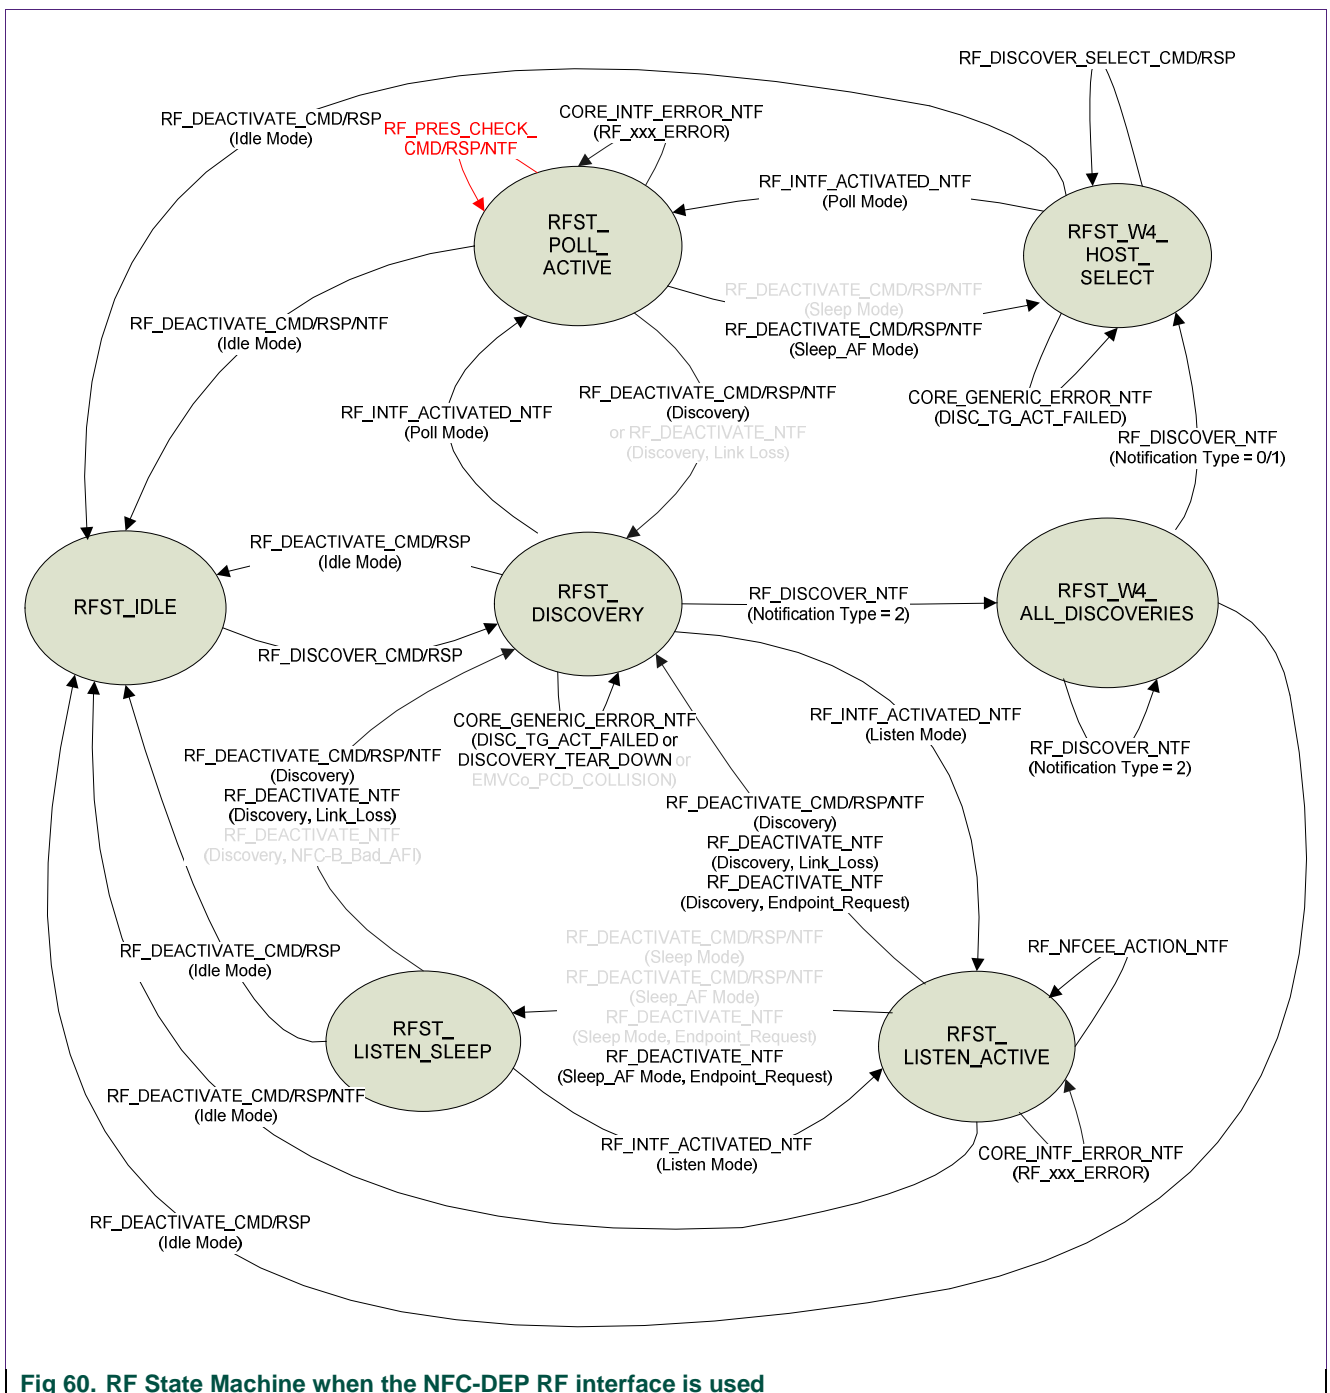 RF_DISCOVER_SELECT_CMD/RSP
RF_DEACTIVATE_CMD/RSP
(Idle Mode)
RF_PRES_CHECK_
CMD/RSP/NTF
CORE_INTF_ERROR_NTF
(RF_xxx_ERROR)
RF_INTF_ACTIVATED_NTF
(Poll Mode)
RFST_
POLL_
ACTIVE
RFST_W4_
HOST_
SELECT
RF_DEACTIVATE_CMD/RSP/NTF
(Sleep Mode)
RF_DEACTIVATE_CMD/RSP/NTF
(Sleep_AF Mode)
RF_DEACTIVATE_CMD/RSP/NTF
(Idle Mode)
RF_INTF_ACTIVATED_NTF
(Poll Mode)
RF_DEACTIVATE_CMD/RSP/NTF
(Discovery)
or RF_DEACTIVATE_NTF
(Discovery, Link Loss)
CORE_GENERIC_ERROR_NTF
(DISC_TG_ACT_FAILED)
RF_DISCOVER_NTF
(Notification Type = 0/1)
RF_DEACTIVATE_CMD/RSP
(Idle Mode)
RFST_IDLE
RFST_
DISCOVERY
RF_DISCOVER_NTF
(Notification Type = 2)
RFST_W4_
ALL_DISCOVERIES
RF_DISCOVER_CMD/RSP
CORE_GENERIC_ERROR_NTF
(DISC_TG_ACT_FAILED or
DISCOVERY_TEAR_DOWN or
EMVCo_PCD_COLLISION)
RF_INTF_ACTIVATED_NTF
(Listen Mode)
RF_DISCOVER_NTF
(Notification Type = 2)
RF_DEACTIVATE_CMD/RSP/NTF
(Discovery)
RF_DEACTIVATE_NTF
(Discovery, Link_Loss)
RF_DEACTIVATE_NTF
(Discovery, NFC-B_Bad_AFI)
RF_DEACTIVATE_CMD/RSP/NTF
(Discovery)
RF_DEACTIVATE_NTF
(Discovery, Link_Loss)
RF_DEACTIVATE_NTF
(Discovery, Endpoint_Request)
RF_DEACTIVATE_CMD/RSP
(Idle Mode)
RF_DEACTIVATE_CMD/RSP/NTF
(Sleep Mode)
RF_DEACTIVATE_CMD/RSP/NTF
(Sleep_AF Mode)
RF_DEACTIVATE_NTF
(Sleep Mode, Endpoint_Request)
RF_DEACTIVATE_NTF
(Sleep_AF Mode, Endpoint_Request)
RF_NFCEE_ACTION_NTF
RFST_
LISTEN_SLEEP
RFST_
LISTEN_ACTIVE
RF_DEACTIVATE_CMD/RSP/NTF
(Idle Mode)
RF_INTF_ACTIVATED_NTF
(Listen Mode)
CORE_INTF_ERROR_NTF
(RF_xxx_ERROR)
RF_DEACTIVATE_CMD/RSP
(Idle Mode)
Fig 60. RF State Machine when the NFC-DEP RF interface is used